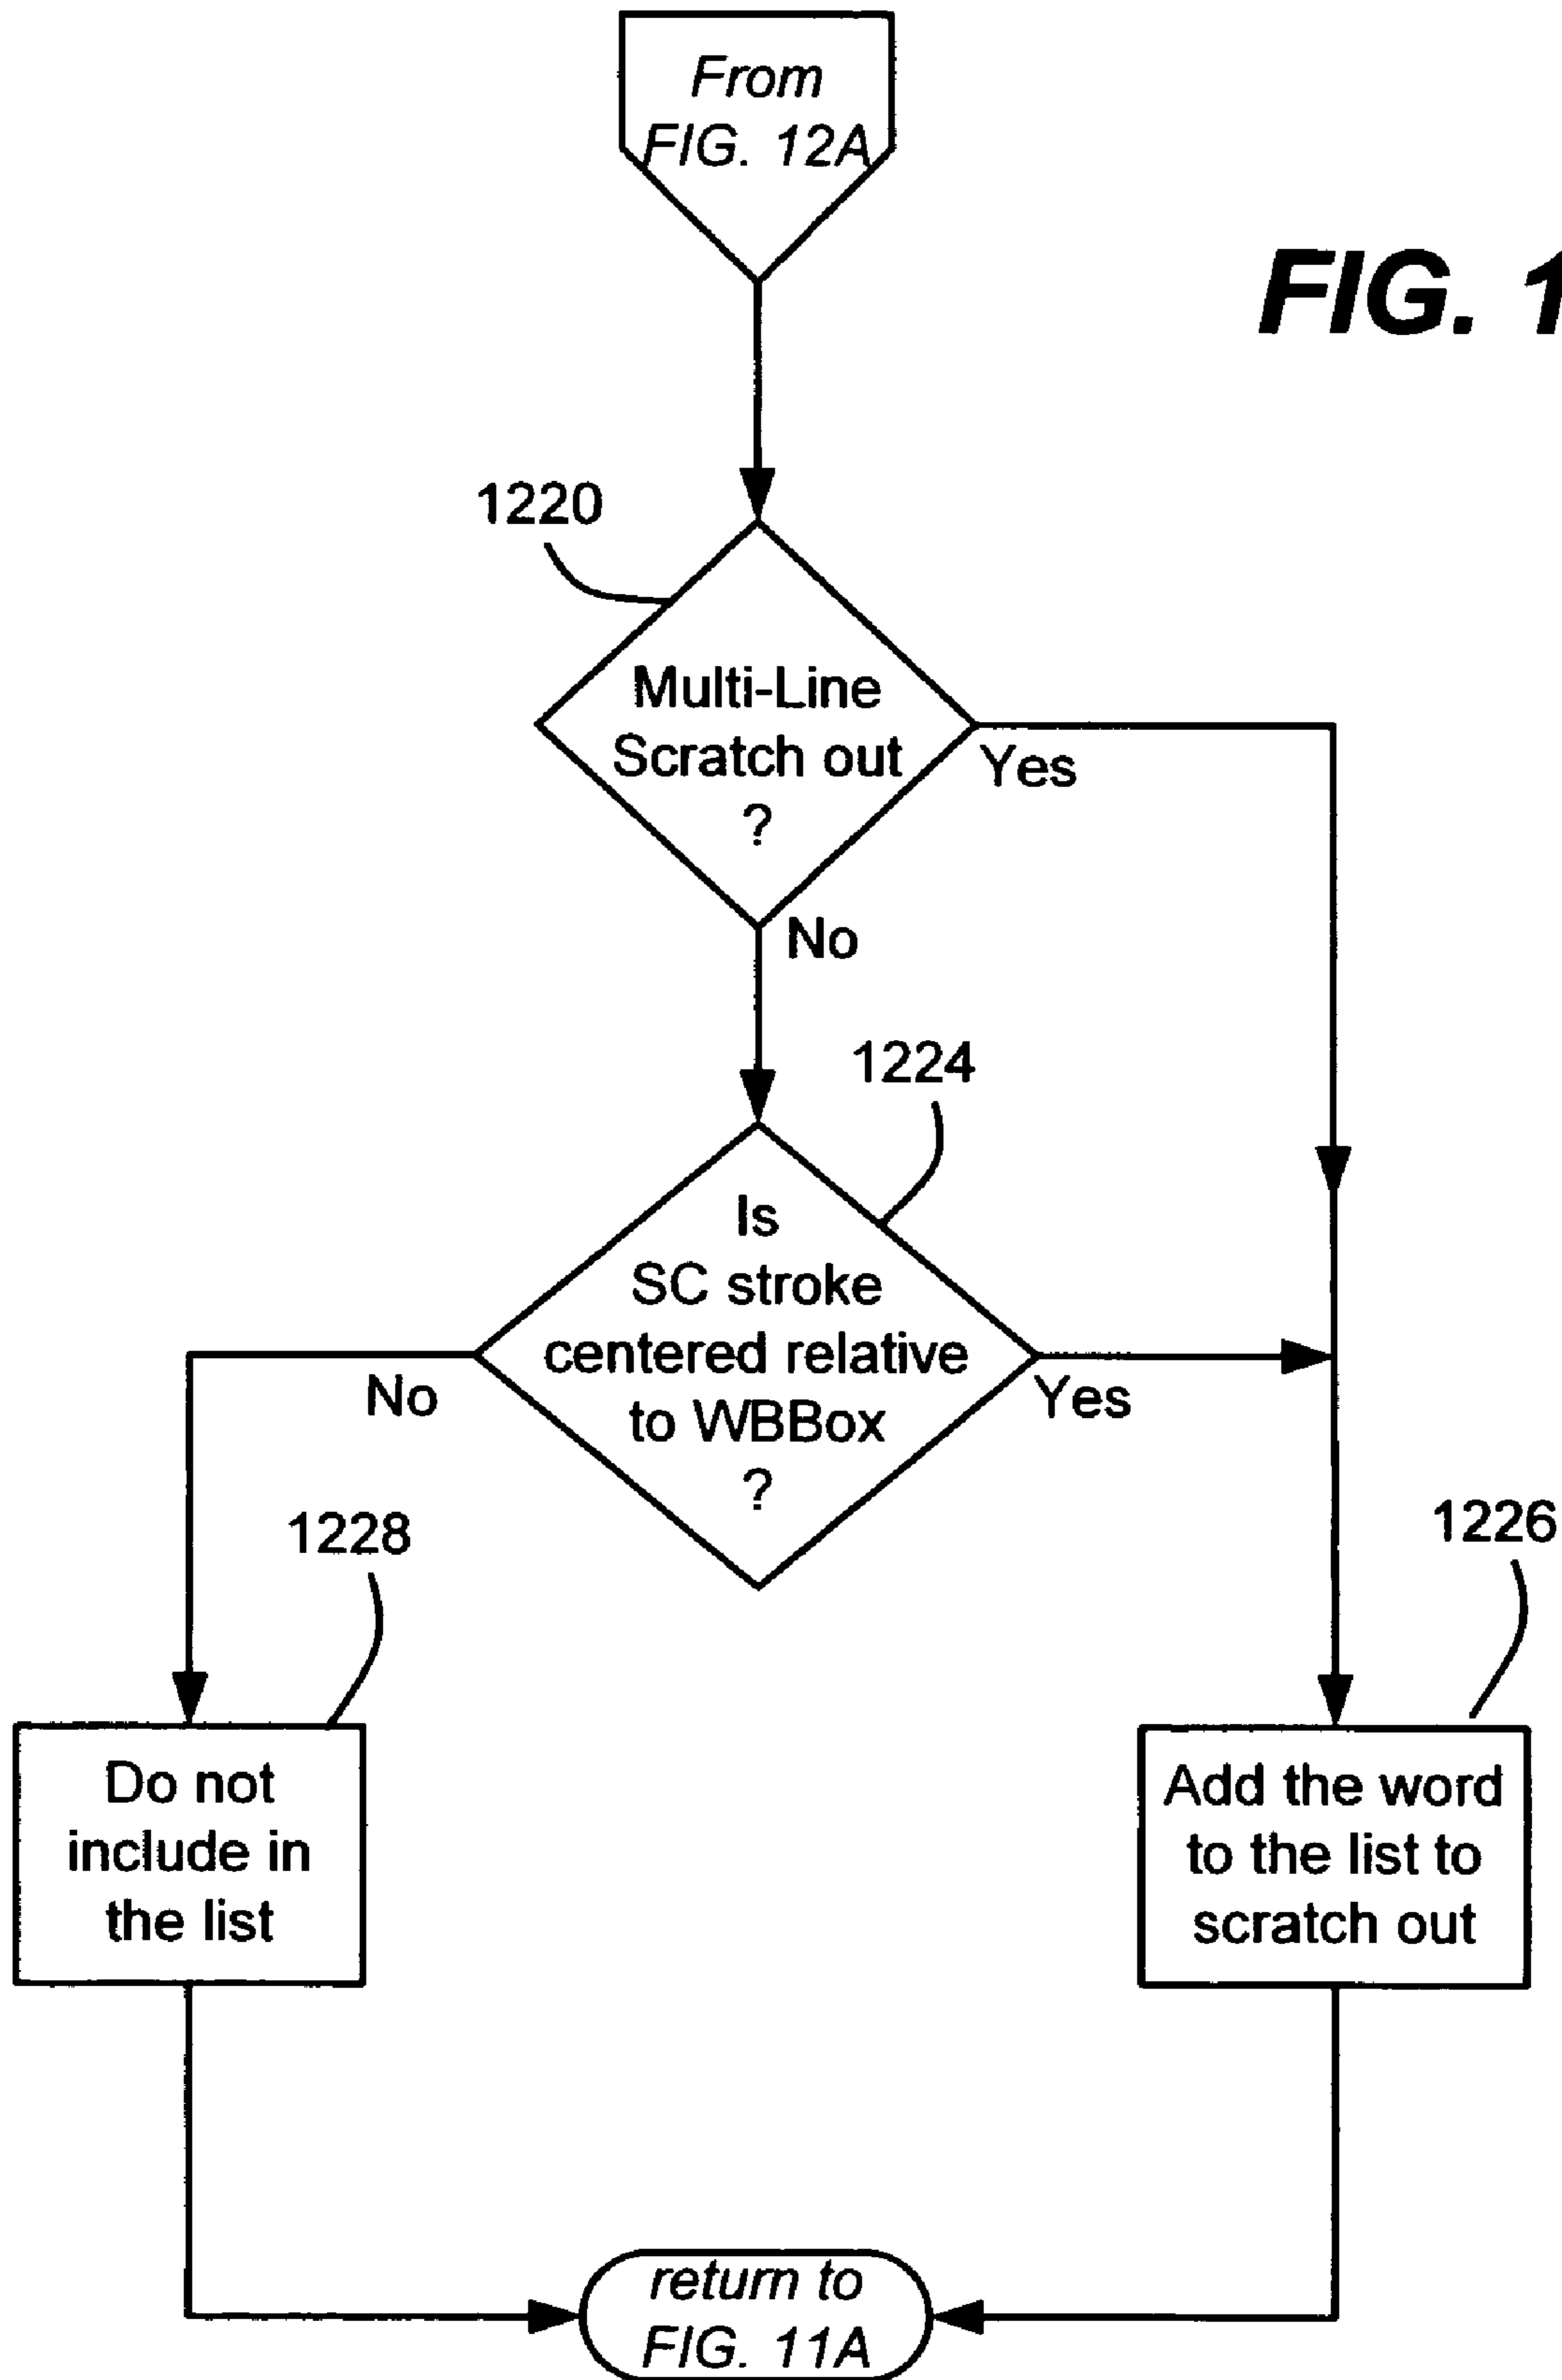 From
FIG. 12A
FIG. 1
1220
Multi-Line
Scratch out
?
Yes
No
1224
Is
SC stroke
centered relative
to WBBox
?
No
Yes
1228
1226
Do not
include in
the list
Add the word
to the list to
scratch out
return to
FIG. 11A